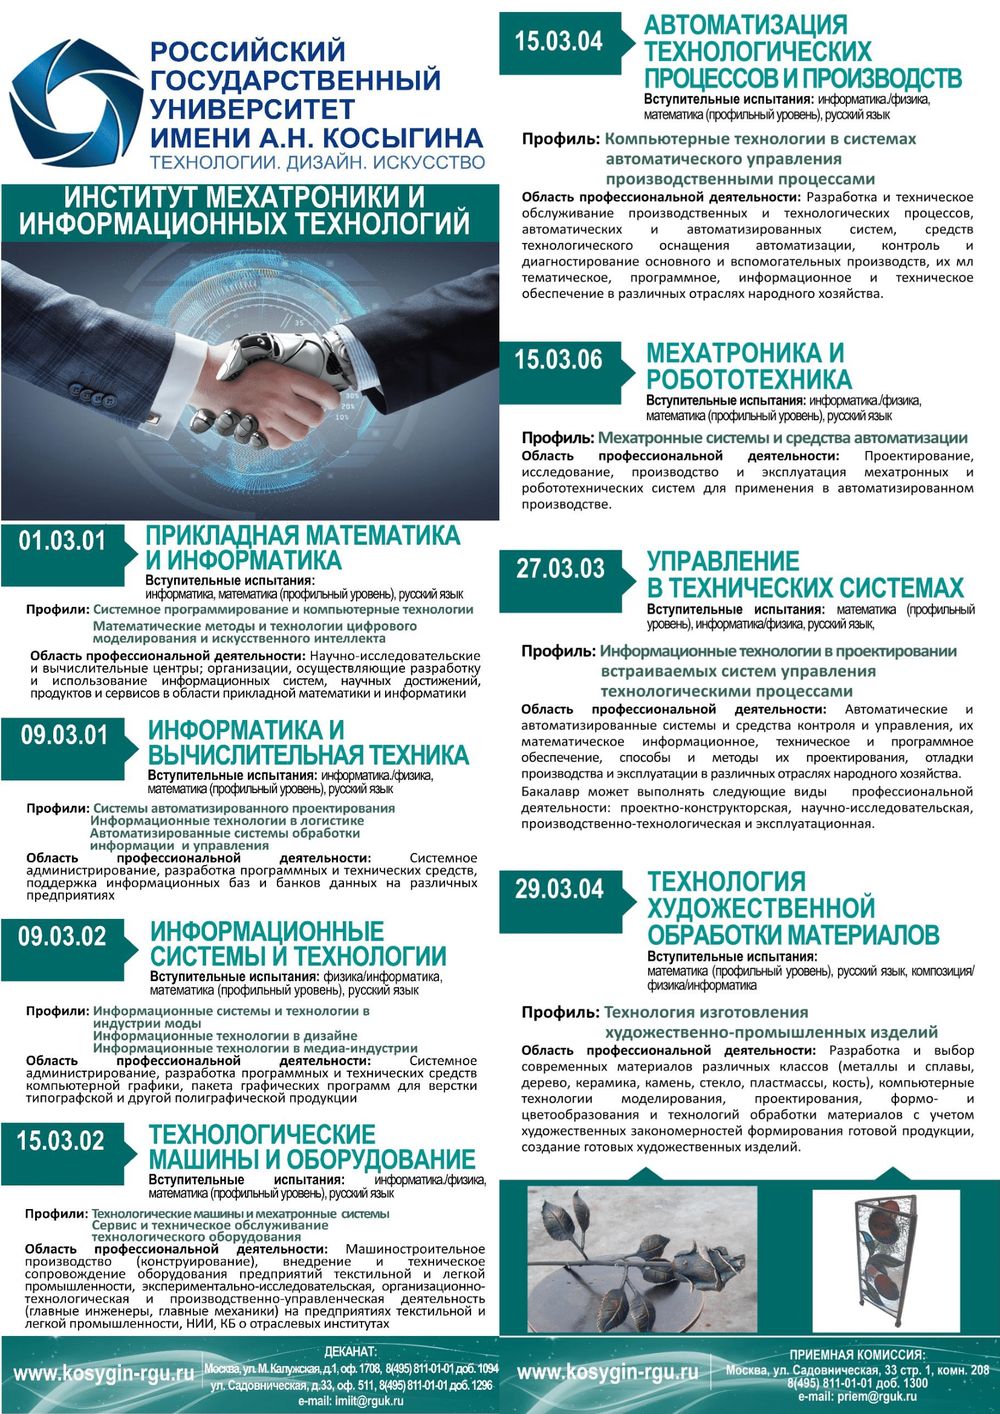 РОССИЙСКИЙ
ГОСУДАРСТВЕННЫЙ
УНИВЕРСИТЕТ
ИМЕНИ А.Н. КОСЫГИНА
ТЕХНОЛОГИИ. ДИЗАЙН. ИСКУССТВО
ИНСТИТУТ МЕХАТРОНИКИ И
ИНФОРМАЦИОННЫХ ТЕХНОЛОГИЙ
01.03.01
ПРИКЛАДНАЯ МАТЕМАТИКА
И ИНФОРМАТИКА
Вступительные испытания:
информатика, математика (профильный уровень), русский язык
Профили: Системное программирование и компьютерные технологии
Математические методы и технологии цифрового
моделирования и искусственного интеллекта
Область профессиональной деятельности: Научно-исследовательские
и вычислительные центры; организации, осуществляющие разработку
и использование информационных систем, научных достижений,
продуктов и сервисов в области прикладной математики и информатики
09.03.01
ИНФОРМАТИКА И
ВЫЧИСЛИТЕЛЬНАЯ ТЕХНИКА
Вступительные испытания: информатика./физика,
математика (профильный уровень), русский язык
Профили: Системы автоматизированного проектирования
Информационные технологии в логистике
Автоматизированные системы обработки
информации и управления
Область профессиональной деятельности: Системное
администрирование, разработка программных и технических средств,
поддержка информационных баз и банков данных на различных
предприятиях
09.03.02
ИНФОРМАЦИОННЫЕ
СИСТЕМЫ И ТЕХНОЛОГИИ
Вступительные испытания: физика/информатика,
математика (профильный уровень), русский язык
Профили: Информационные системы и технологии в
индустрии моды
Информационные технологии в дизайне
Информационные технологии в медиа-индустрии
Область профессиональной деятельности: Системное
администрирование, разработка программных и технических средств
компьютерной графики, пакета графических программ для верстки
типографской и другой полиграфической продукции
15.03.02
ТЕХНОЛОГИЧЕСКИЕ
МАШИНЫ И ОБОРУДОВАНИЕ
Вступительные испытания: информатика./физика,
математика (профильный уровень), русский язык
Профили: Технологические машины и мехатронные системы
Сервис и техническое обслуживание
технологического оборудования
Область профессиональной деятельности: Машиностроительное
производство (конструирование), внедрение и техническое
сопровождение оборудования предприятий текстильной и легкой
промышленности, экспериментально-исследовательская, организационно-
технологическая и производственно-управленческая деятельность
(главные инженеры, главные механики) на предприятиях текстильной и
легкой промышленности, НИИ, КБ о отраслевых институтах
www.kosygin-rgu.ru
ДЕКАНАТ:
Москва, ул. М. Калужская, д.1, оф. 1708, 8(495) 811-01-01 доб. 1094
ул. Садовническая, д.33, оф. 511, 8(495) 811-01-01 доб. 1296
e-mail: imiit@rguk.ru
15.03.04
АВТОМАТИЗАЦИЯ
ТЕХНОЛОГИЧЕСКИХ
ПРОЦЕССОВ И ПРОИЗВОДСТВ
Вступительные испытания: информатика./физика,
математика (профильный уровень), русский язык
Профиль: Компьютерные технологии в системах
автоматического управления
производственными процессами
Область профессиональной деятельности: Разработка и техническое
обслуживание производственных и технологических процессов,
автоматических и автоматизированных систем, средств
технологического оснащения автоматизации, контроль и
диагностирование основного и вспомогательных производств, их мл
тематическое, программное, информационное и техническое
обеспечение в различных отраслях народного хозяйства.
15.03.06
МЕХАТРОНИКА И
РОБОТОТЕХНИКА
Вступительные испытания: информатика./физика,
математика (профильный уровень), русский язык
Профиль: Мехатронные системы и средства автоматизации
Область профессиональной деятельности: Проектирование,
исследование, производство и эксплуатация мехатронных и
робототехнических систем для применения в автоматизированном
производстве.
27.03.03
УПРАВЛЕНИЕ
В ТЕХНИЧЕСКИХ СИСТЕМАХ
Вступительные испытания: математика (профильный
уровень), информатика/физика, русский язык,
Профиль: Информационные технологии в проектировании
встраиваемых систем управления
технологическими процессами
Область профессиональной деятельности: Автоматические и
автоматизированные системы и средства контроля и управления, их
математическое информационное, техническое и программное
обеспечение, способы и методы их проектирования, отладки
производства и эксплуатации в различных отраслях народного хозяйства.
Бакалавр может выполнять следующие виды профессиональной
деятельности: проектно-конструкторская, научно-исследовательская,
производственно-технологическая и эксплуатационная.
29.03.04
ТЕХНОЛОГИЯ
ХУДОЖЕСТВЕННОЙ
ОБРАБОТКИ МАТЕРИАЛОВ
Вступительные испытания:
математика (профильный уровень), русский язык, композиция/
физика/информатика
Профиль: Технология изготовления
художественно-промышленных изделий
Область профессиональной деятельности: Разработка и выбор
современных материалов различных классов (металлы и сплавы,
дерево, керамика, камень, стекло, пластмассы, кость), компьютерные
технологии моделирования, проектирования, формо- и
цветообразования и технологий обработки материалов с учетом
художественных закономерностей формирования готовой продукции,
создание готовых художественных изделий.
www.kosygin-rgu.ru
ПРИЕМНАЯ КОМИССИЯ:
Москва, ул. Садовническая, 33 стр. 1, комн. 208
8(495) 811-01-01 доб. 1300
e-mail: priem@rguk.ru